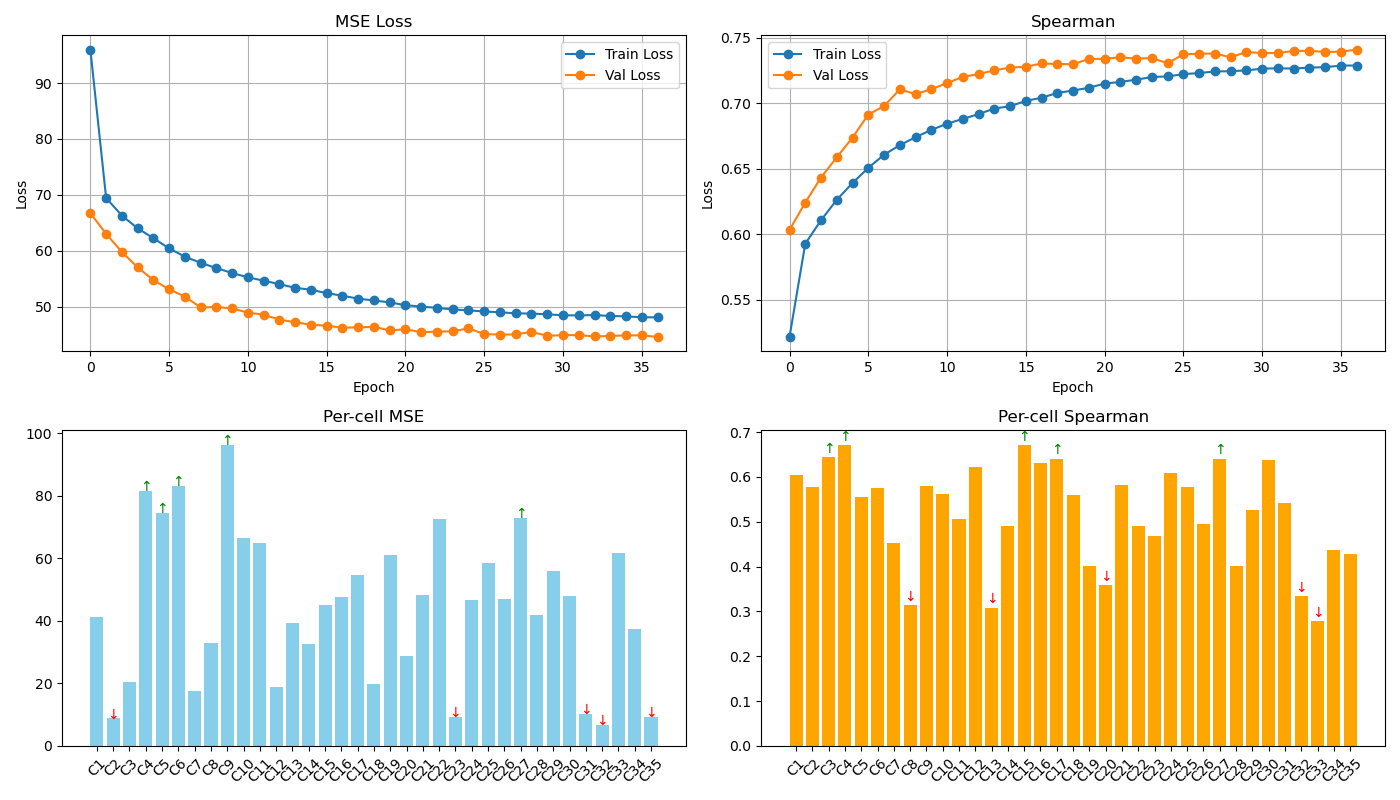 MSE Loss
Loss
90
80
70
60
50
Train Loss
Val Loss
0 5 10 15 20 25 30 35
Epoch
Spearman
Loss
0.75
0.70
0.65
0.60
0.55
Train Loss
Val Loss
0 5 10 15 20 25 30 35
Epoch
Per-cell MSE
100
80
60
40
20
0
↑ ↑ ↑ ↑ ↑
↓ ↓ ↓ ↓ ↓
C1 C2 C3 C4 C5 C6 C7 C8 C9 C10 C11 C12 C13 C14 C15 C16 C17 C18 C19 C20 C21 C22 C23 C24 C25 C26 C27 C28 C29 C30 C31 C32 C33 C34 C35
Per-cell Spearman
0.7
0.6
0.5
0.4
0.3
0.2
0.1
0.0
↑ ↑ ↑ ↑ ↑
↓ ↓ ↓ ↓ ↓
C1 C2 C3 C4 C5 C6 C7 C8 C9 C10 C11 C12 C13 C14 C15 C16 C17 C18 C19 C20 C21 C22 C23 C24 C25 C26 C27 C28 C29 C30 C31 C32 C33 C34 C35